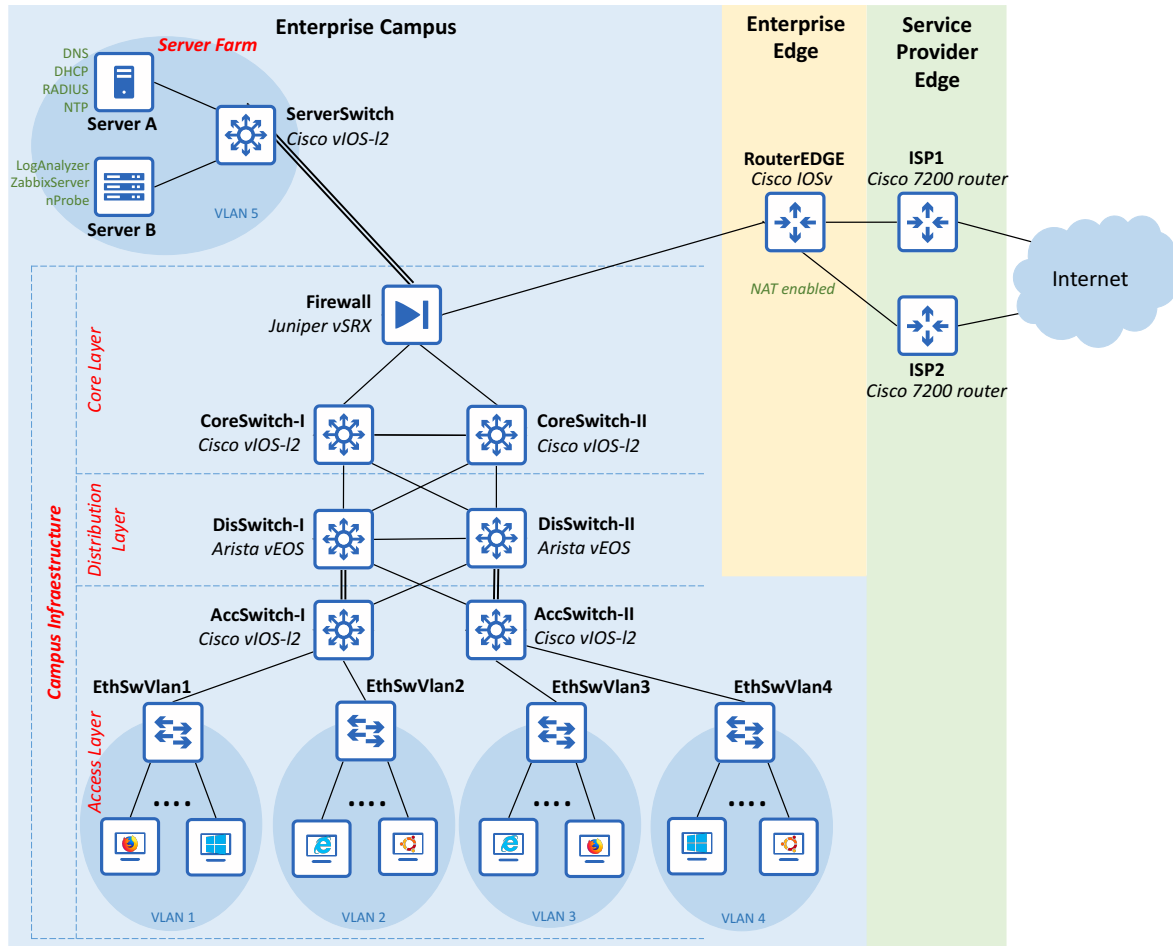 Enterprise Campus
Enterprise
Edge
Service
Provider
Edge
Server Farm
DNS
DHCP
RADIUS
NTP
Server A
ServerSwitch
Cisco vIOS-l2
LogAnalyzer
ZabbixServer
nProbe
Server B
VLAN 5
RouterEDGE
Cisco IOSv
NAT enabled
ISP1
Cisco 7200 router
ISP2
Cisco 7200 router
Internet
Campus Infraestructure
Core Layer
Firewall
Juniper vSRX
CoreSwitch-I
Cisco vIOS-l2
CoreSwitch-II
Cisco vIOS-l2
Distribution
Layer
DisSwitch-I
Arista vEOS
DisSwitch-II
Arista vEOS
Access Layer
AccSwitch-I
Cisco vIOS-l2
AccSwitch-II
Cisco vIOS-l2
EthSwVlan1
EthSwVlan2
EthSwVlan3
EthSwVlan4
VLAN 1
VLAN 2
VLAN 3
VLAN 4